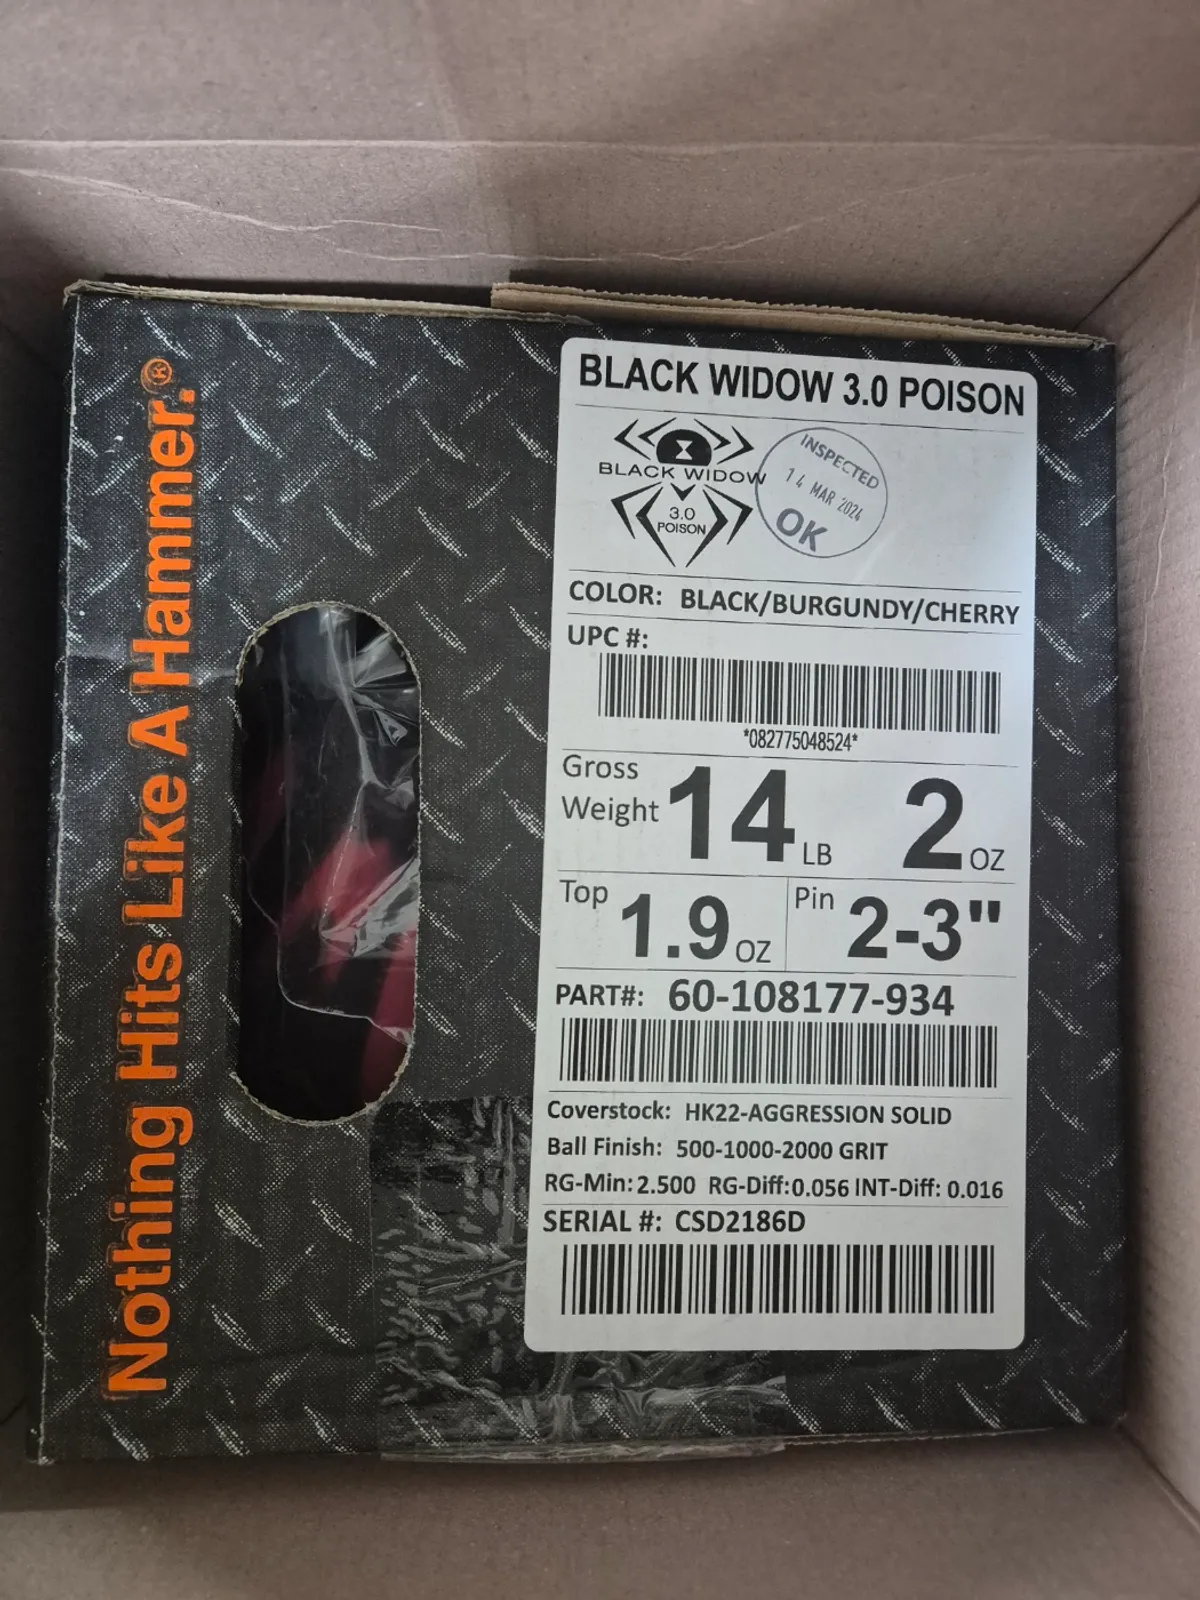 Nothing Hits Like A Hammer.®
BLACK WIDOW 3.0 POISON
BLACK WIDOW
3.0
POISON
INSPECTED
14 MAR 2024
OK
COLOR: BLACK/BURGUNDY/CHERRY
UPC #:
*082775048524*
Gross Weight 14 LB 2 OZ
Top 1.9 OZ Pin 2-3"
PART#: 60-108177-934
Coverstock: HK22-AGGRESSION SOLID
Ball Finish: 500-1000-2000 GRIT
RG-Min: 2.500 RG-Diff: 0.056 INT-Diff: 0.016
SERIAL #: CSD2186D